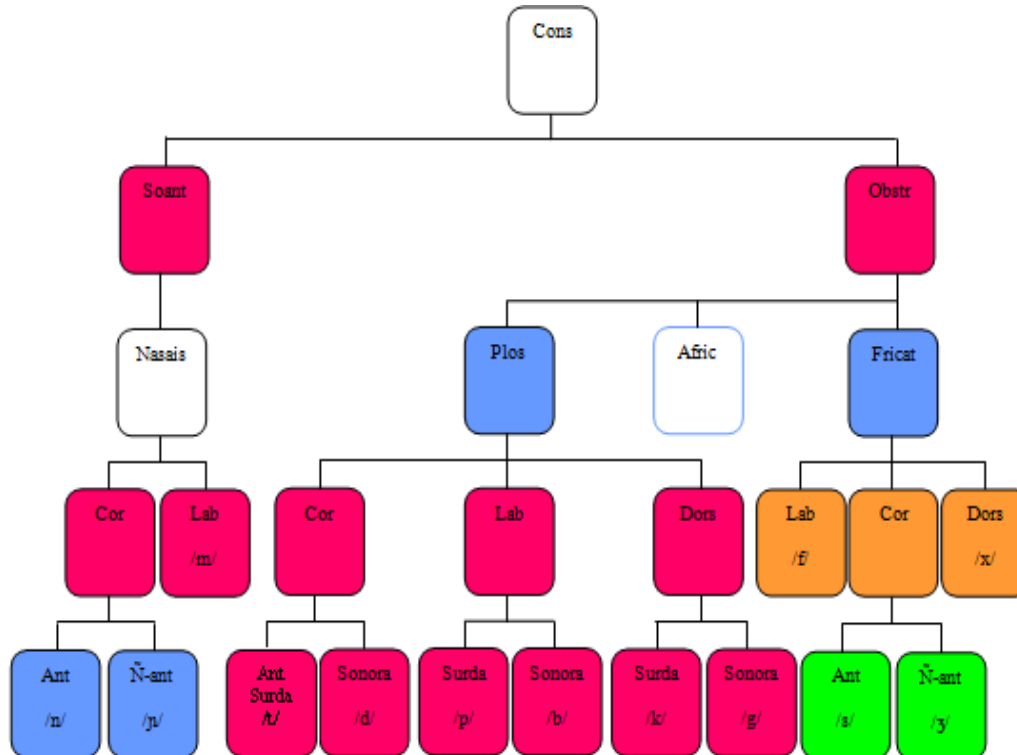 Cons
Soant
Obstr
Nasais
Plos
Afric
Fricat
Cor
Lab
/m/
Cor
Lab
Dors
Lab
/f/
Cor
Dors
/x/
Ant
/n/
Ñ-ant
/ɲ/
Ant
Surda
/t/
Sonora
/d/
Surda
/p/
Sonora
/b/
Surda
/k/
Sonora
/g/
Ant
/s/
Ñ-ant
/ʒ/